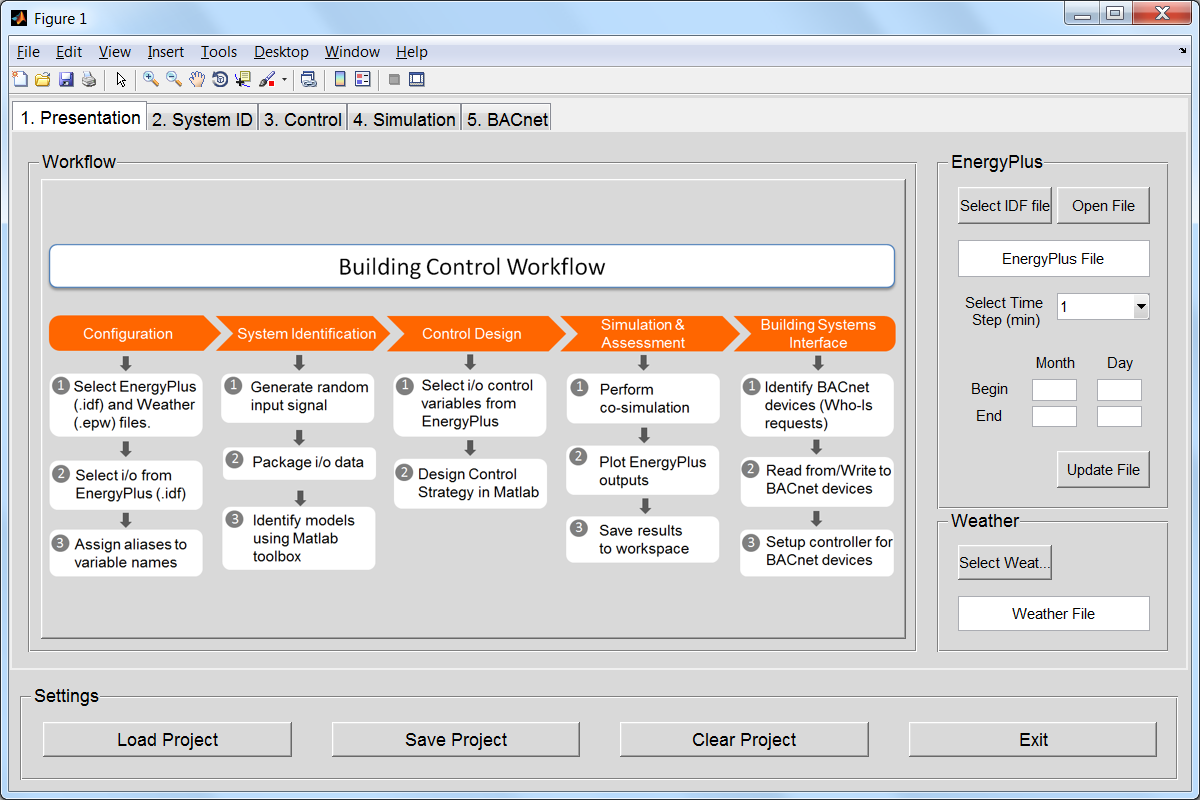 Figure 1
File Edit View Insert Tools Desktop Window Help
1. Presentation 2. System ID 3. Control 4. Simulation 5. BACnet
Workflow
Building Control Workflow
Configuration
1 Select EnergyPlus
(.idf) and Weather
(.epw) files.
2 Select i/o from
EnergyPlus (.idf)
3 Assign aliases to
variable names
System Identification
1 Generate random
input signal
2 Package i/o data
3 Identify models
using Matlab
toolbox
Control Design
1 Select i/o control
variables from
EnergyPlus
2 Design Control
Strategy in Matlab
Simulation &
Assessment
1 Perform
co-simulation
2 Plot EnergyPlus
outputs
3 Save results
to workspace
Building Systems
Interface
1 Identify BACnet
devices (Who-Is
requests)
2 Read from/Write to
BACnet devices
3 Setup controller for
BACnet devices
EnergyPlus
Select IDF file Open File
EnergyPlus File
Select Time
Step (min)
1
Month Day
Begin
End
Update File
Weather
Select Weat...
Weather File
Settings
Load Project Save Project Clear Project Exit